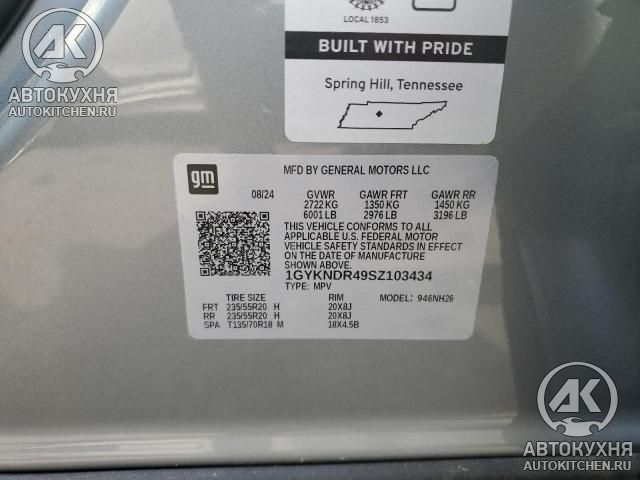 LOCAL 1853
BUILT WITH PRIDE
Spring Hill, Tennessee
AK
АВТОКУХНЯ
AUTOKITCHEN.RU
gm
MFD BY GENERAL MOTORS LLC
08/24 GVWR GAWR FRT GAWR RR
2722 KG 1350 KG 1450 KG
6001 LB 2976 LB 3196 LB
THIS VEHICLE CONFORMS TO ALL
APPLICABLE U.S. FEDERAL MOTOR
VEHICLE SAFETY STANDARDS IN EFFECT
ON THE DATE OF MANUFACTURE
SHOWN ABOVE.
1GYKNDR49SZ103434
TYPE: MPV
TIRE SIZE RIM MODEL: 946NH26
FRT 235/55R20 H 20X8J
RR 235/55R20 H 20X8J
SPA T135/70R18 M 18X4.5B
AK
АВТОКУХНЯ
AUTOKITCHEN.RU